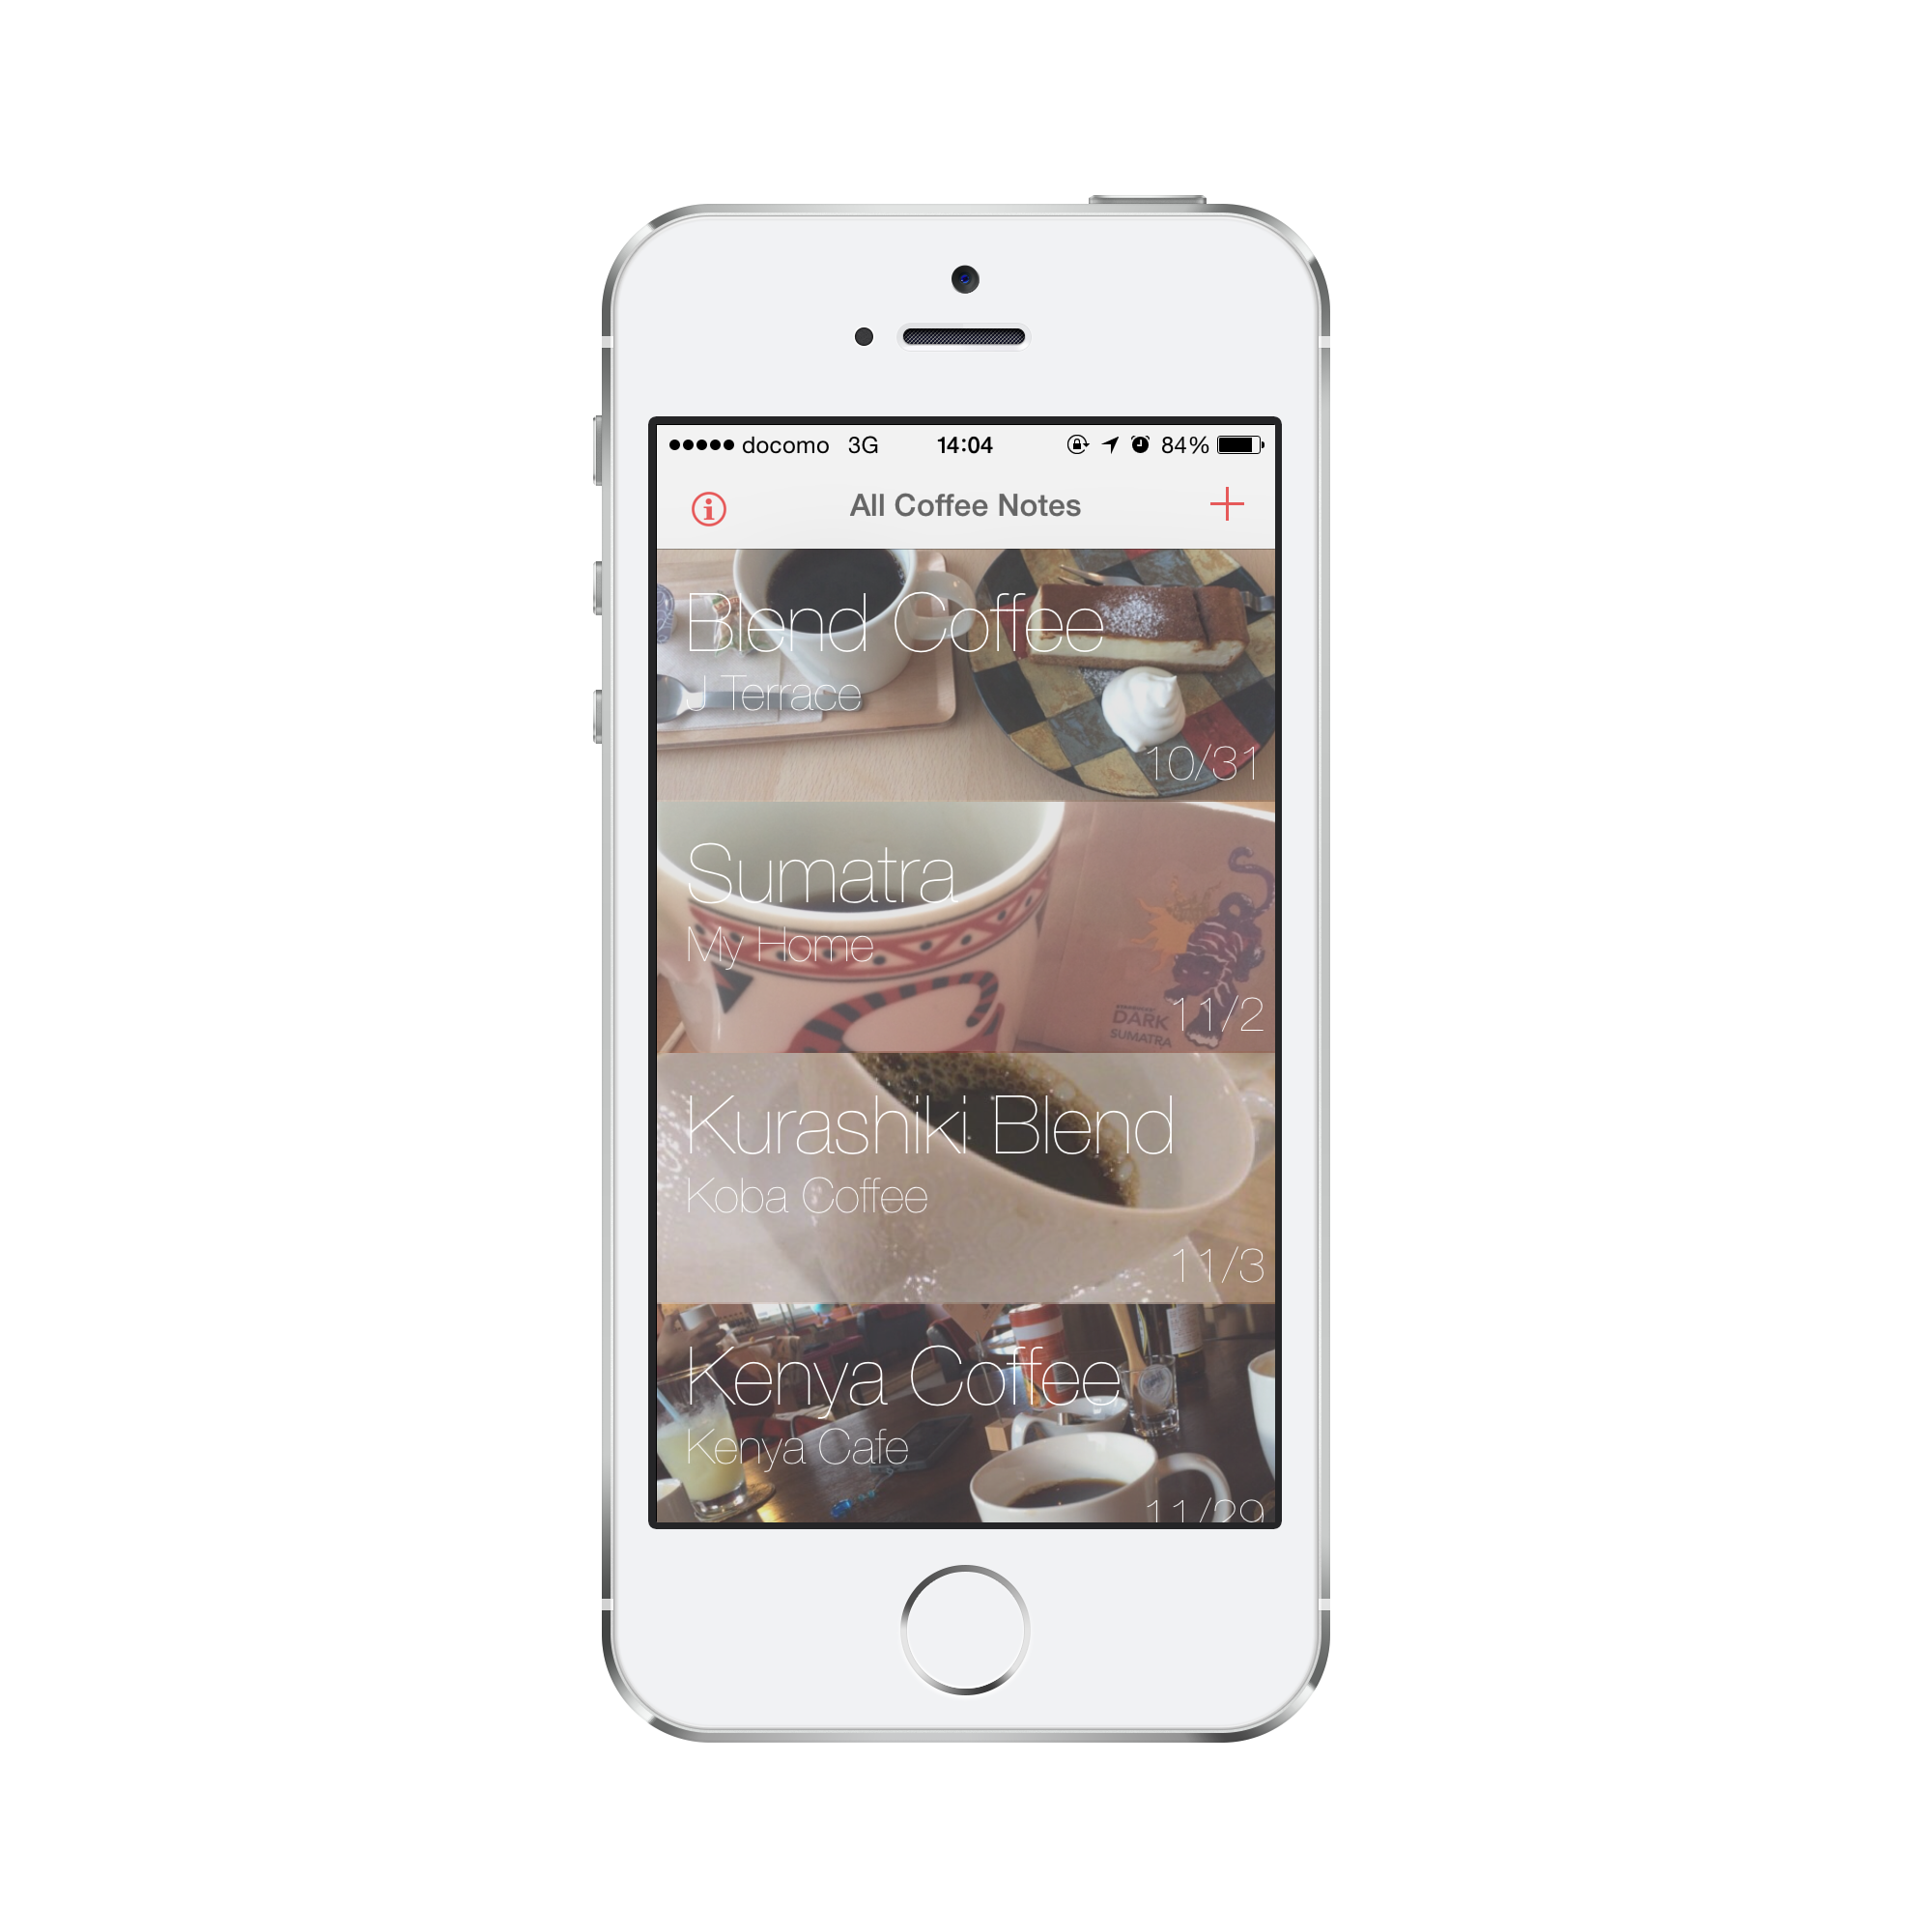 docomo 3G 14:04 84%
All Coffee Notes
Blend Coffee
J Terrace
10/31
Sumatra
My Home
DARK
SUMATRA
11/2
Kurashiki Blend
Koba Coffee
11/3
Kenya Coffee
Kenya Cafe
11/29